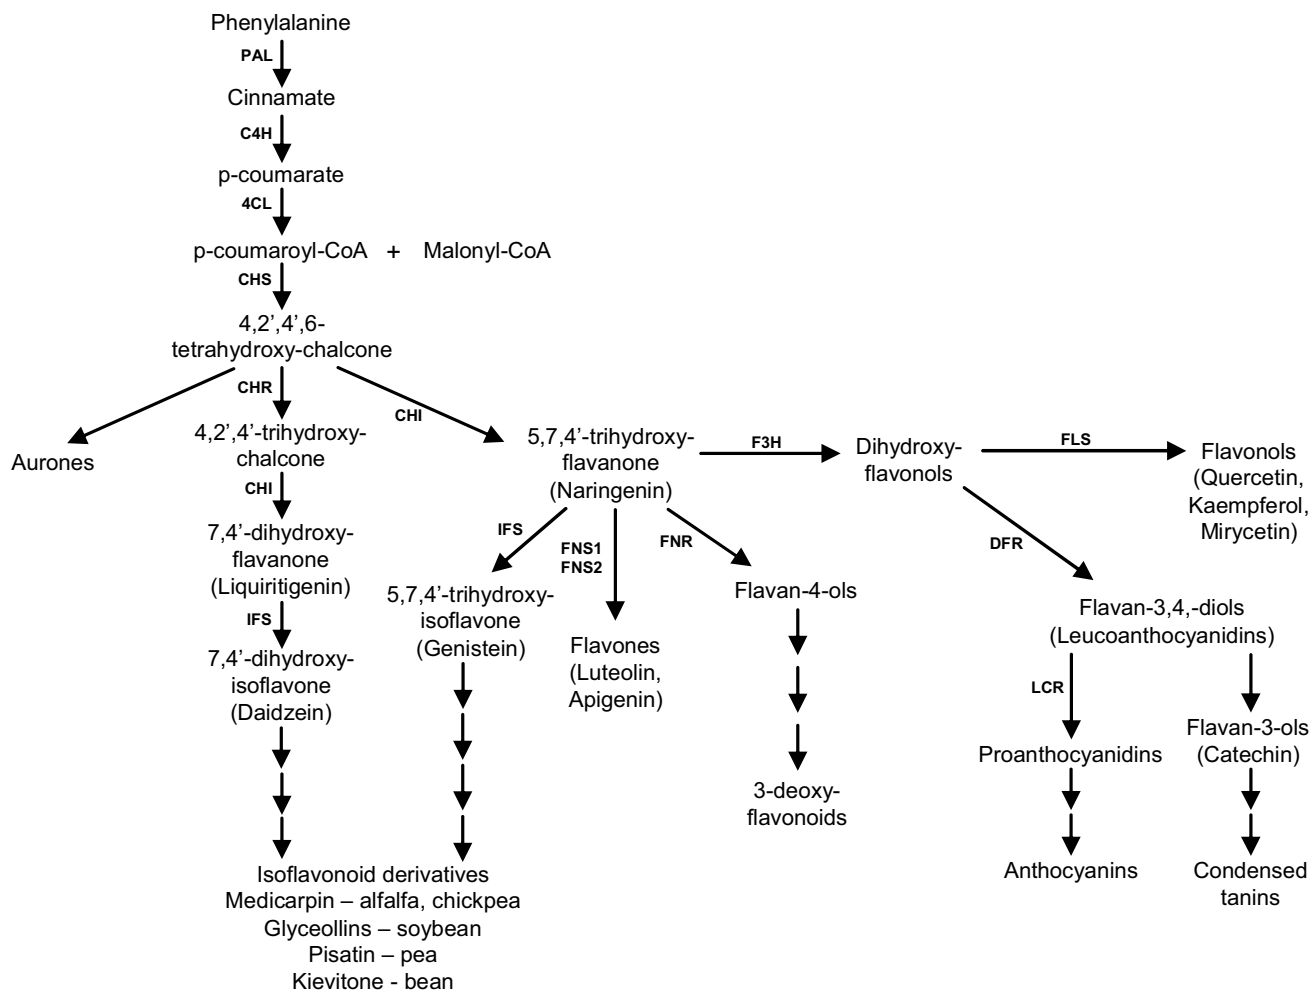 Phenylalanine
PAL
Cinnamate
C4H
p-coumarate
4CL
p-coumaroyl-CoA + Malonyl-CoA
CHS
4,2’,4’,6-
tetrahydroxy-chalcone
CHR
CHI
Aurones
4,2’,4’-trihydroxy-
chalcone
CHI
7,4’-dihydroxy-
flavanone
(Liquiritigenin)
IFS
7,4’-dihydroxy-
isoflavone
(Daidzein)
5,7,4’-trihydroxy-
flavanone
(Naringenin)
F3H
Dihydroxy-
flavonols
FLS
Flavonols
(Quercetin,
Kaempferol,
Mirycetin)
IFS
FNS1
FNS2
FNR
DFR
5,7,4’-trihydroxy-
isoflavone
(Genistein)
Flavones
(Luteolin,
Apigenin)
Flavan-4-ols
3-deoxy-
flavonoids
Flavan-3,4,-diols
(Leucoanthocyanidins)
LCR
Proanthocyanidins
Anthocyanins
Flavan-3-ols
(Catechin)
Condensed
tanins
Isoflavonoid derivatives
Medicarpin – alfalfa, chickpea
Glyceollins – soybean
Pisatin – pea
Kievitone - bean